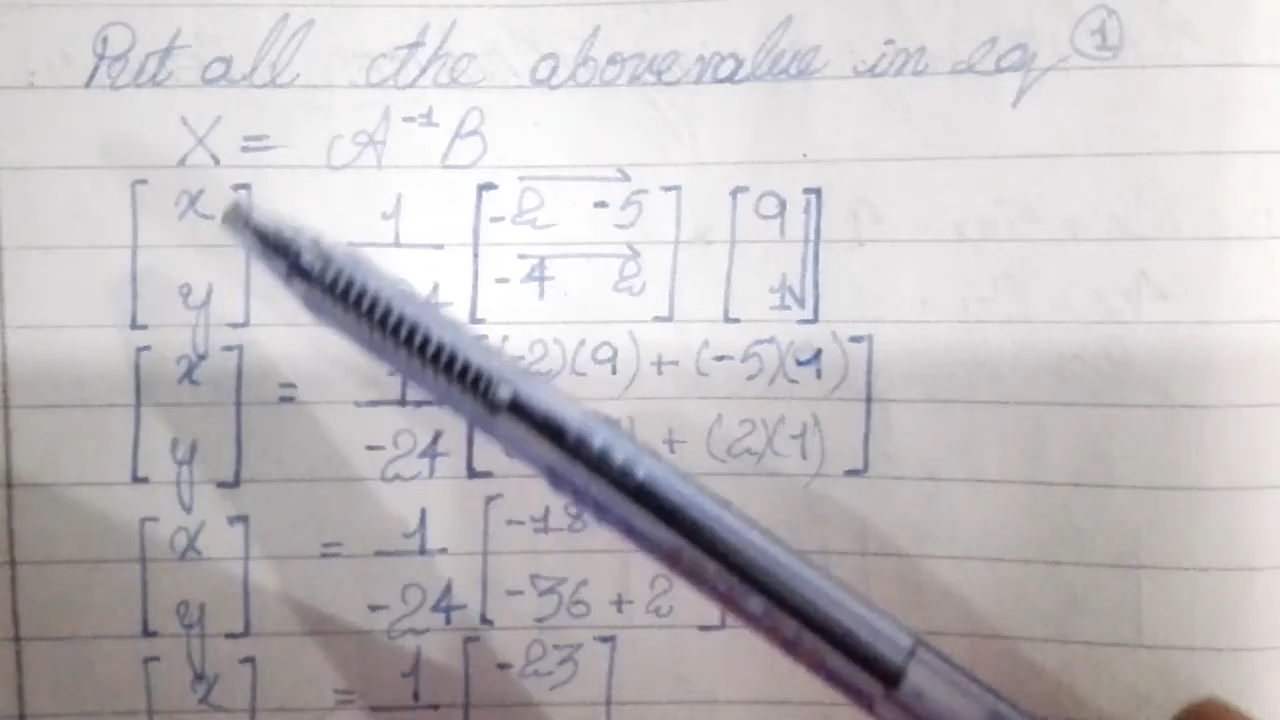 Put all the above value in eq ①
X = A⁻¹B
[x y] = 1 [-2 -5 -4 2] [9 1]
[x y] = 1/-24 [-2)(9) + (-5)(1) + (2)(1)]
[x y] = 1/-24 [-18 -36 + 2]
[x = 1 [-23]